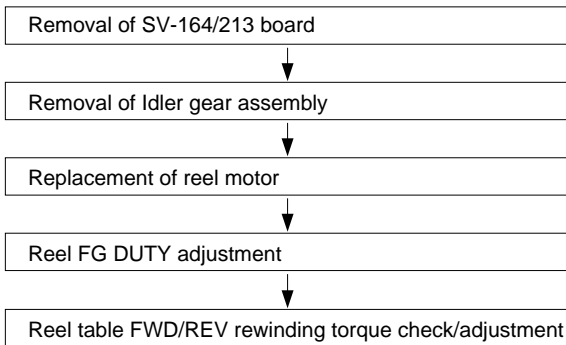 Removal of SV-164/213 board
Removal of Idler gear assembly
Replacement of reel motor
Reel FG DUTY adjustment
Reel table FWD/REV rewinding torque check/adjustment